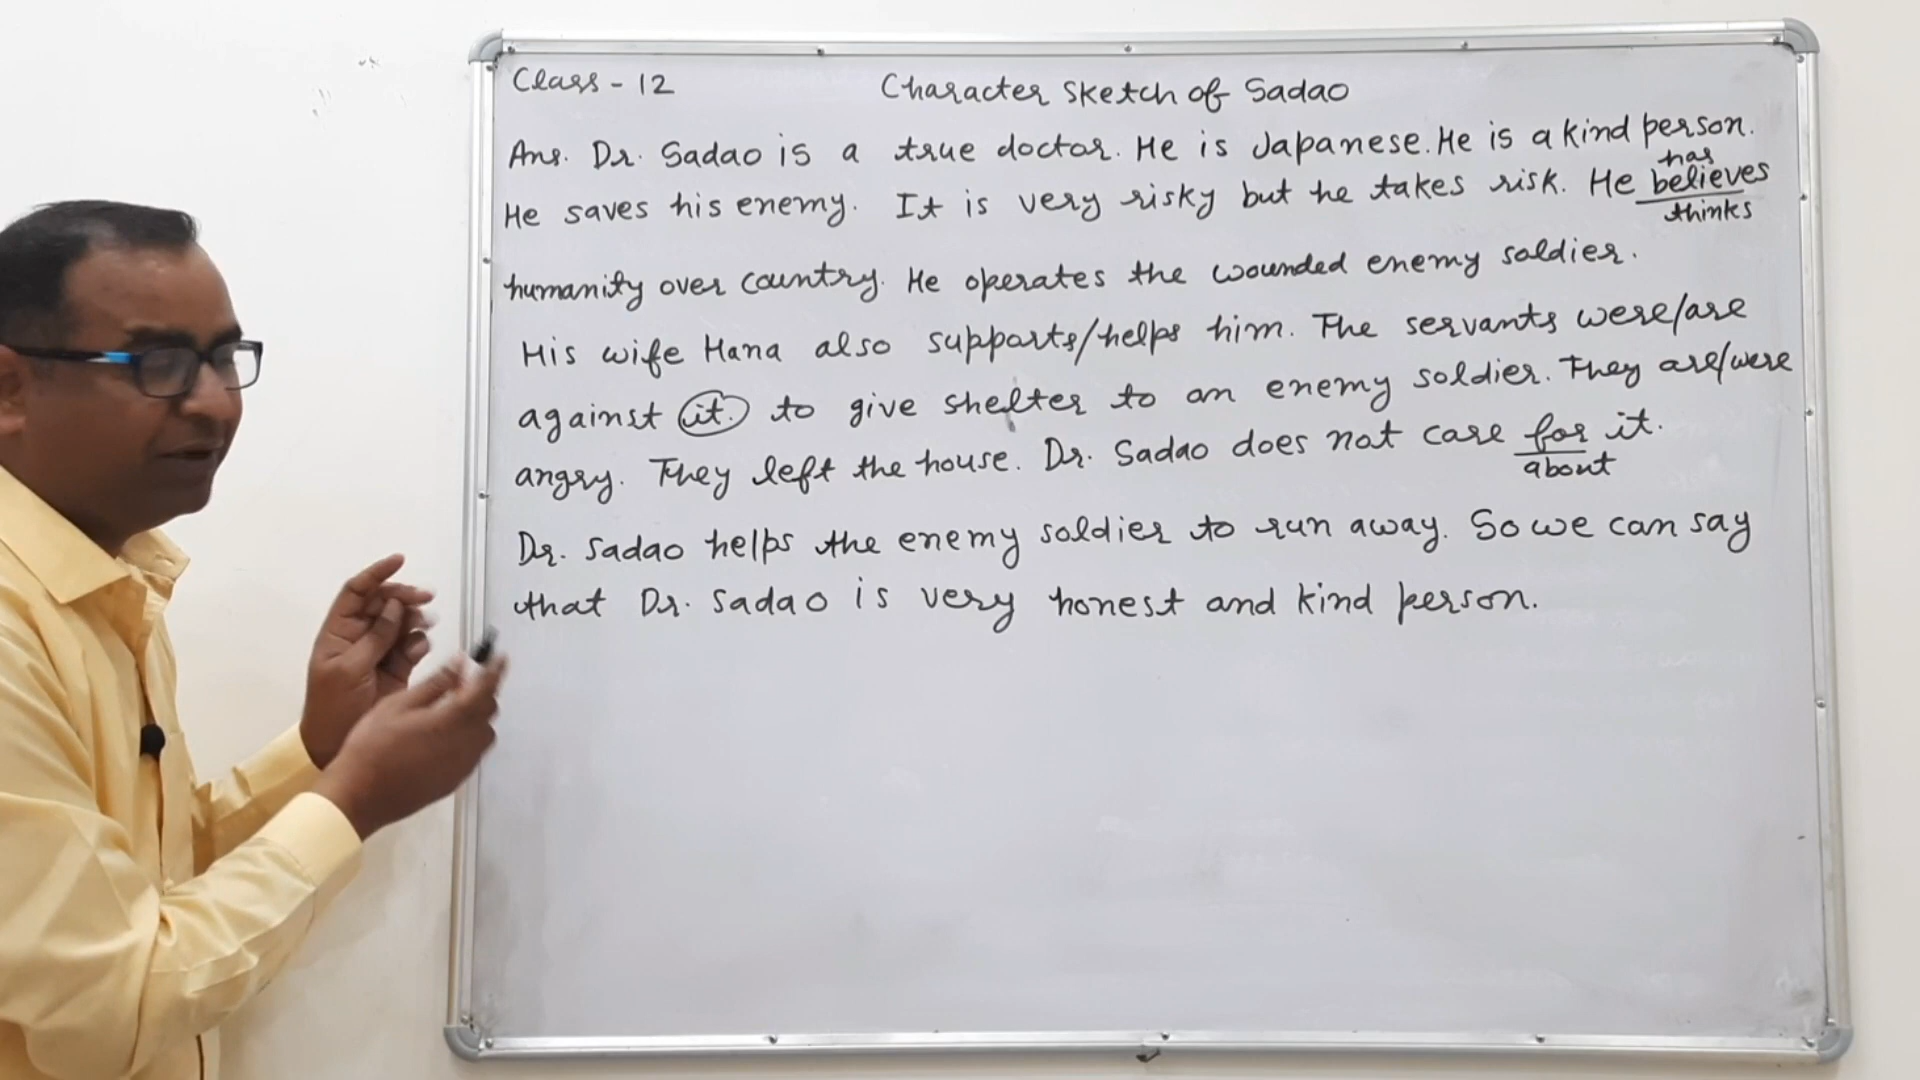 Class - 12 Character sketch of Sadao
Ans. Dr. Sadao is a true doctor. He is Japanese. He is a kind person.
has
He saves his enemy. It is very risky but he takes risk. He believes
thinks
humanity over country. He operates the wounded enemy soldier.
His wife Hana also supports/helps him. The servants were/are
against it. to give shelter to an enemy soldier. They are/were
angry. They left the house. Dr. Sadao does not care for it.
about
Dr. Sadao helps the enemy soldier to run away. So we can say
that Dr. Sadao is very honest and kind person.